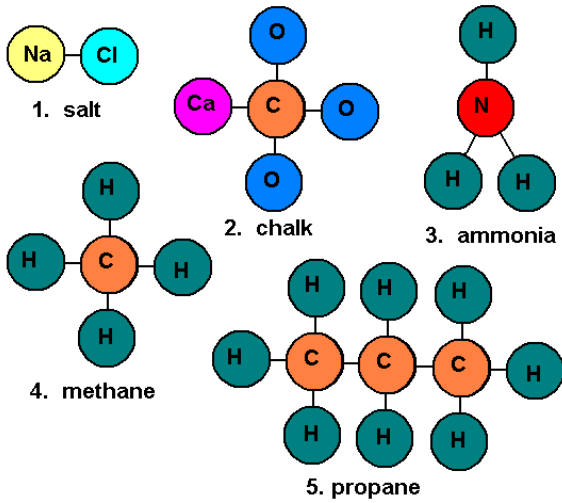 Na Cl
1. salt
O
Ca C O
O
2. chalk
H
N
H H
3. ammonia
H
H C H
H
4. methane
H H H
H C C C H
H H H
5. propane